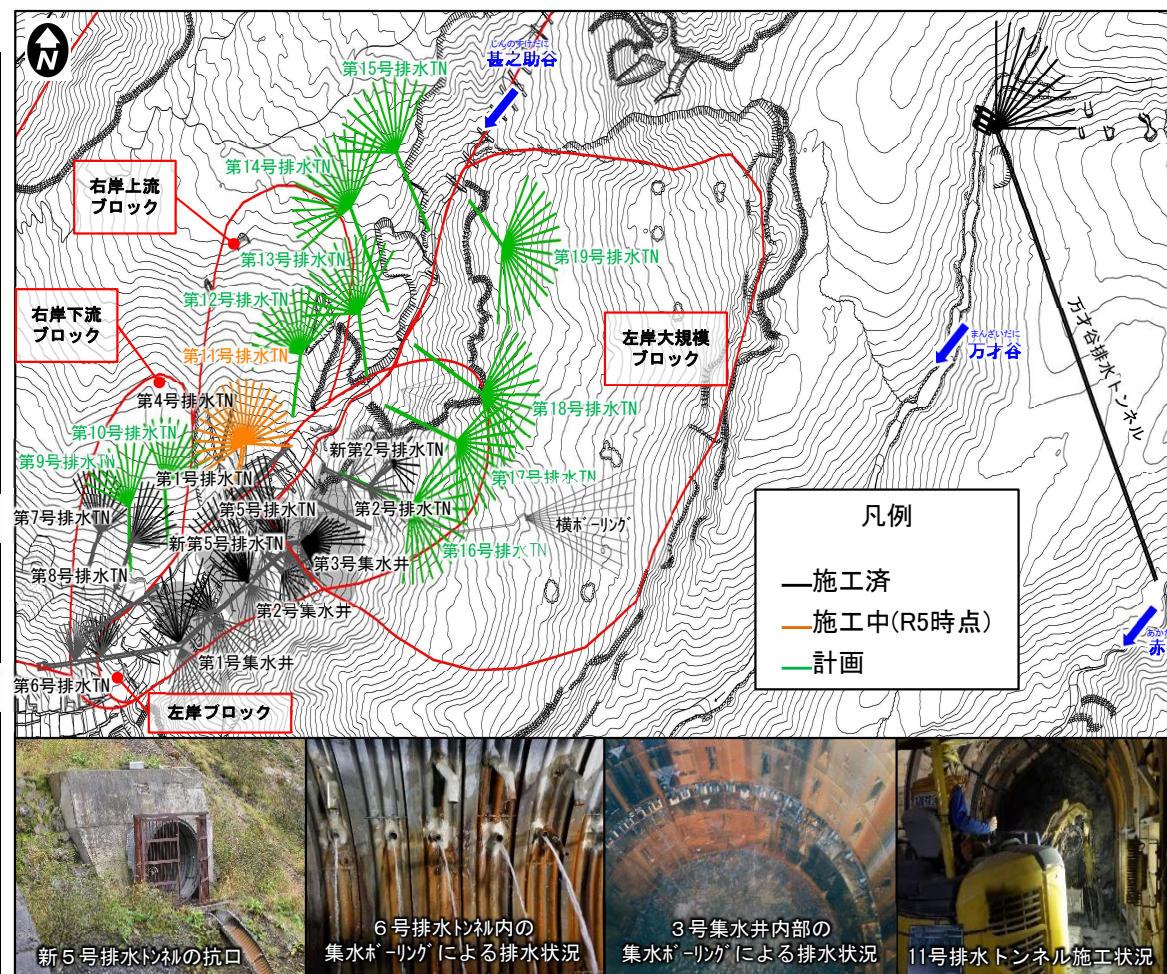 N
じんのすけだに
甚之助谷
第15号排水TN
第14号排水TN
右岸上流
ブロック
第13号排水TN
第19号排水TN
第12号排水TN
右岸下流
ブロック
左岸大規模
ブロック
まんざいだに
万才谷
万才谷排水トンネル
第11号排水TN
第4号排水TN
第18号排水TN
第10号排水TN
新第2号排水TN
第9号排水TN
第1号排水TN
第17号排水TN
第7号排水TN
第5号排水TN
第2号排水TN
横ボーリング
新第5号排水TN
第16号排水TN
第3号集水井
第8号排水TN
第2号集水井
第1号集水井
第6号排水TN
左岸ブロック
凡例
施工済
施工中(R5時点)
計画
あか
赤
新5号排水トンネルの抗口
6号排水トンネル内の
集水ボーリングによる排水状況
3号集水井内部の
集水ボーリングによる排水状況
11号排水トンネル施工状況